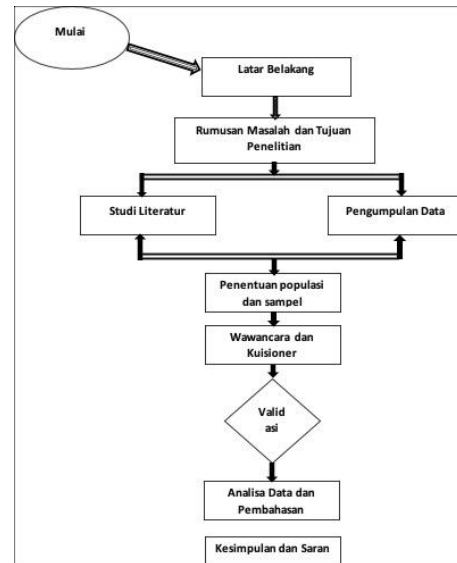 Mulai
Latar Belakang
Rumusan Masalah dan Tujuan
Penelitian
Studi Literatur
Pengumpulan Data
Penentuan populasi
dan sampel
Wawancara dan
Kuisioner
Valid
asi
Analisa Data dan
Pembahasan
Kesimpulan dan Saran